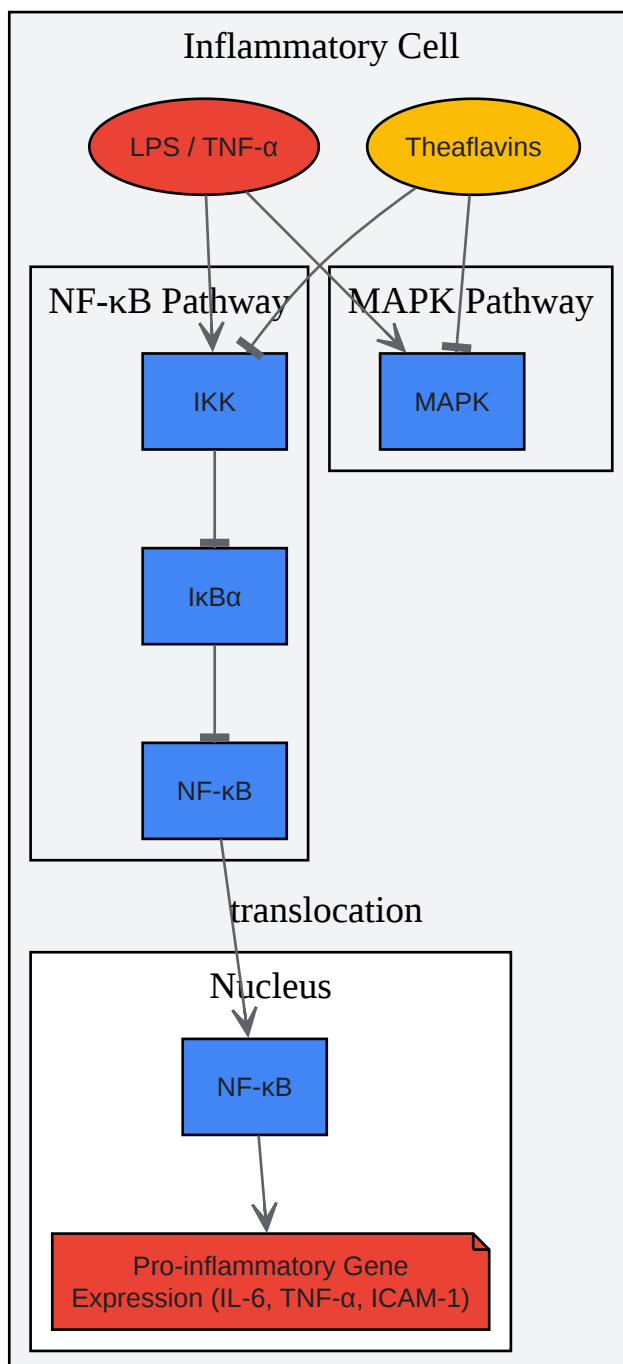 Inflammatory Cell
LPS / TNF-α
Theaflavins
NF-κB Pathway
MAPK Pathway
IKK
MAPK
IκBα
NF-κB
translocation
Nucleus
NF-κB
Pro-inflammatory Gene
Expression (IL-6, TNF-α, ICAM-1)